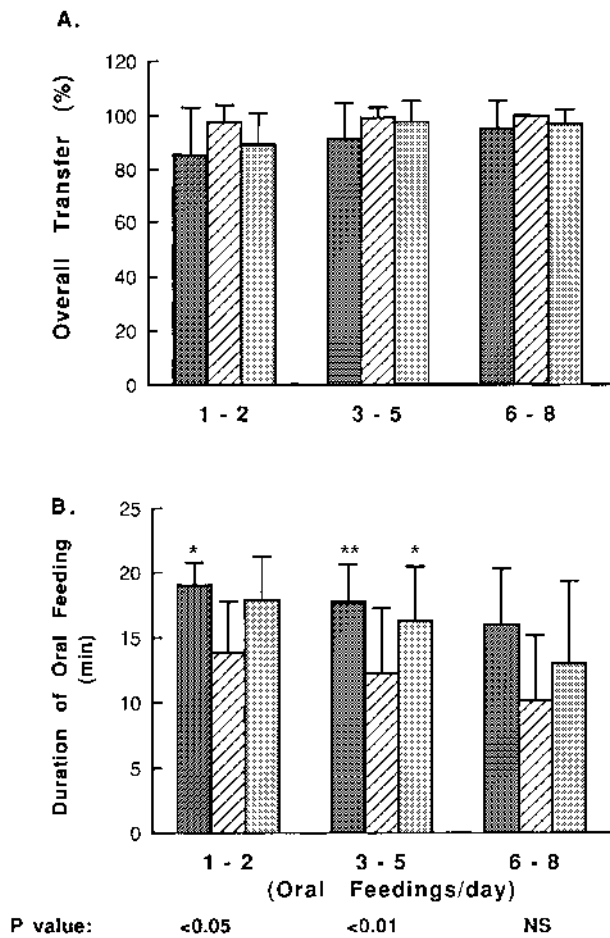 A.
Overall Transfer (%)
120
100
80
60
40
20
0
1 - 2 3 - 5 6 - 8
B.
Duration of Oral Feeding
(min)
25
20
15
10
5
0
* ** *
1 - 2 3 - 5 6 - 8
(Oral Feedings/day)
P value: <0.05 <0.01 NS